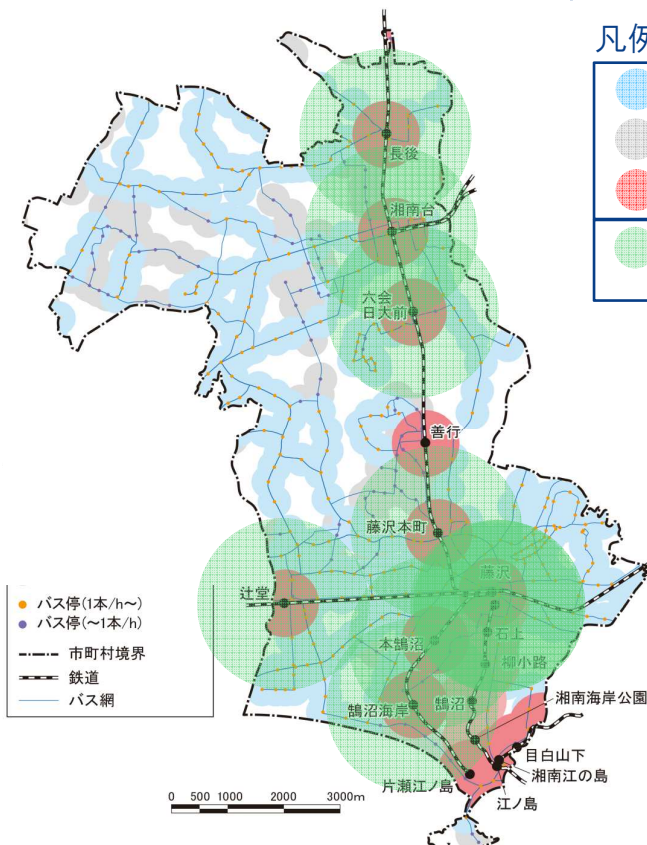 凡例
長後
湘南台
六会
日大前
善行
藤沢本町
藤沢
辻堂
石上
本鵠沼
柳小路
鵠沼
鵠沼海岸
湘南海岸公園
目白山下
湘南江の島
片瀬江ノ島
江ノ島
バス停(1本/h~)
バス停(~1本/h)
市町村境界
鉄道
バス網
0 500 1000 2000 3000m